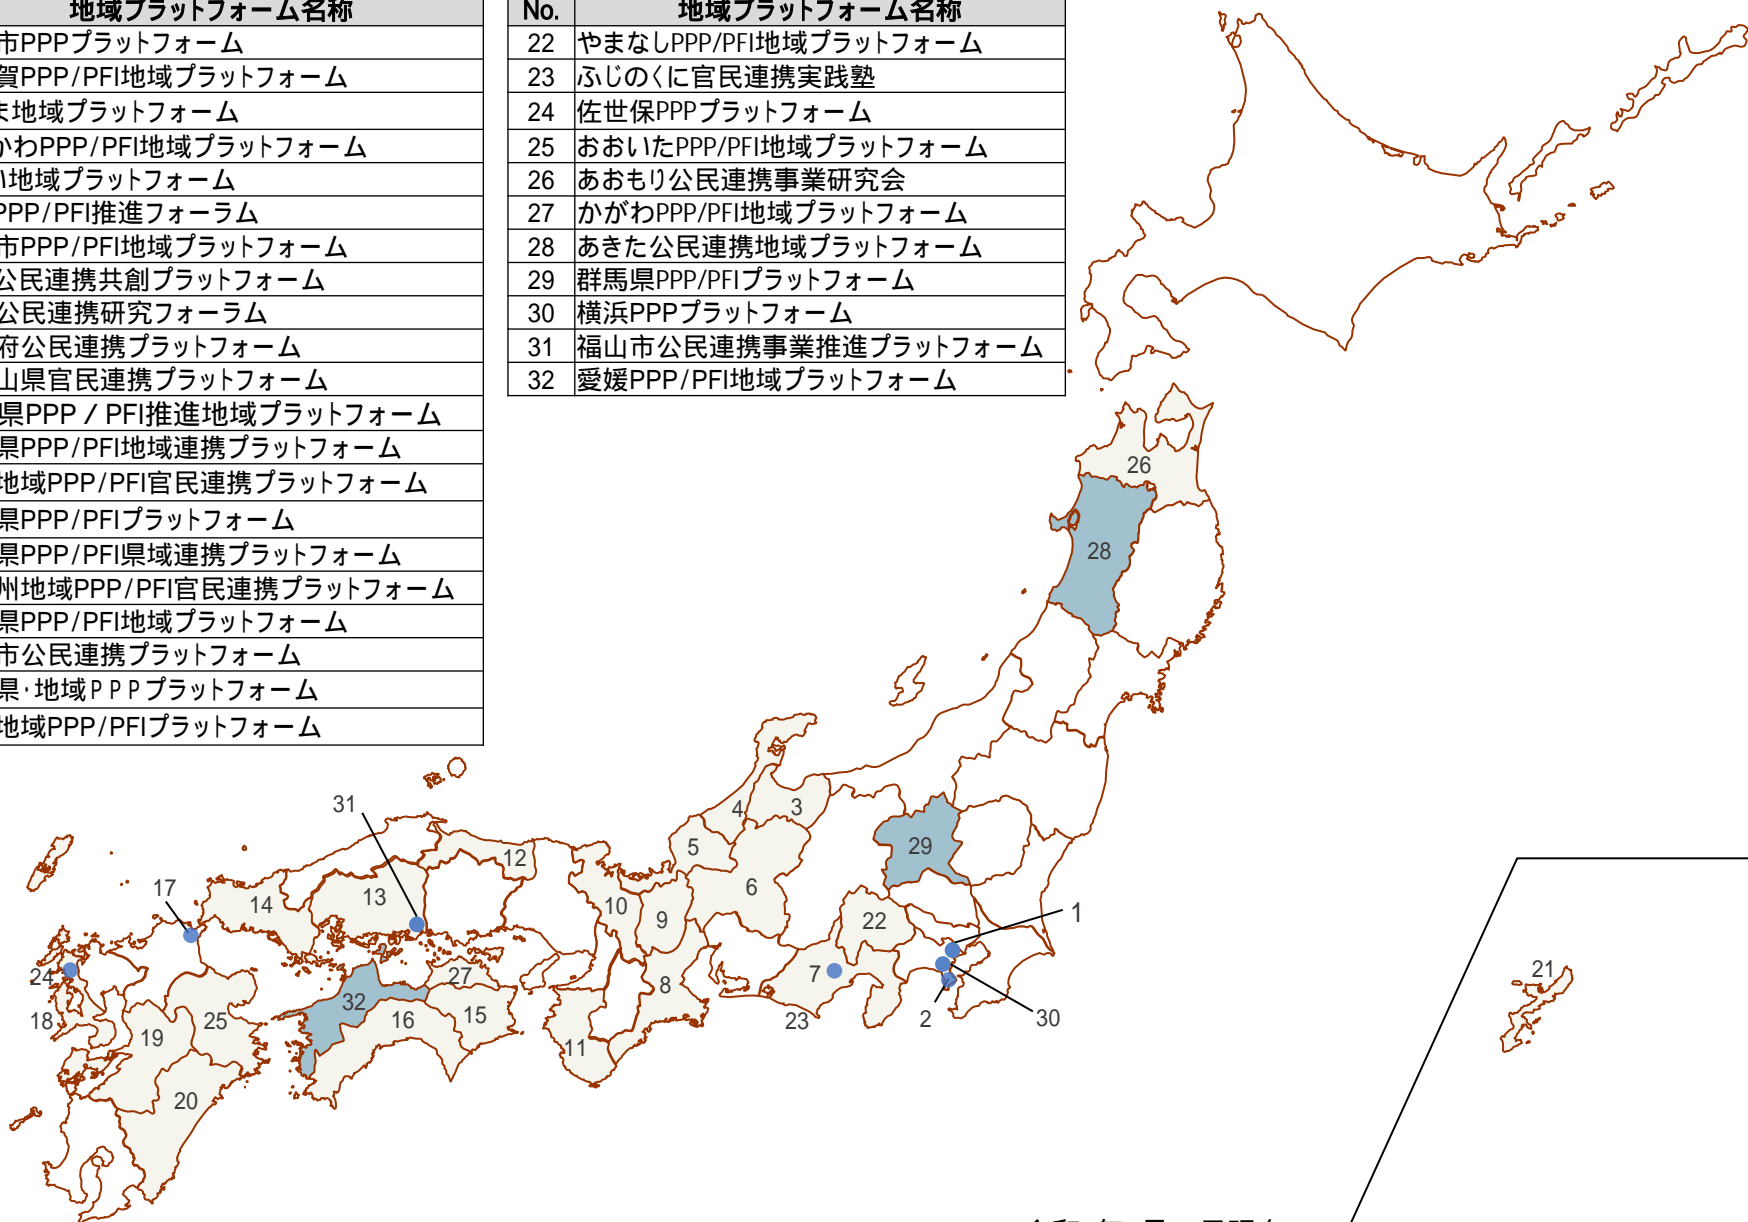 地域プラットフォーム名称
市PPPプラットフォーム
賀PPP/PFI地域プラットフォーム
ま地域プラットフォーム
かわPPP/PFI地域プラットフォーム
い地域プラットフォーム
PPP/PFI推進フォーラム
市PPP/PFI地域プラットフォーム
公民連携共創プラットフォーム
公民連携研究フォーラム
府公民連携プラットフォーム
山県官民連携プラットフォーム
県PPP / PFI推進地域プラットフォーム
県PPP/PFI地域連携プラットフォーム
地域PPP/PFI官民連携プラットフォーム
県PPP/PFIプラットフォーム
県PPP/PFI県域連携プラットフォーム
州地域PPP/PFI官民連携プラットフォーム
県PPP/PFI地域プラットフォーム
市公民連携プラットフォーム
県・地域PPPプラットフォーム
地域PPP/PFIプラットフォーム
No. 地域プラットフォーム名称
22 やまなしPPP/PFI地域プラットフォーム
23 ふじのくに官民連携実践塾
24 佐世保PPPプラットフォーム
25 おおいたPPP/PFI地域プラットフォーム
26 あおもり公民連携事業研究会
27 かがわPPP/PFI地域プラットフォーム
28 あきた公民連携地域プラットフォーム
29 群馬県PPP/PFIプラットフォーム
30 横浜PPPプラットフォーム
31 福山市公民連携事業推進プラットフォーム
32 愛媛PPP/PFI地域プラットフォーム
26
28
31
4
3
29
5
12
17
6
13
14
10
9
22
1
24
7
27
8
21
32
18
16
15
23
2
30
19
25
11
20